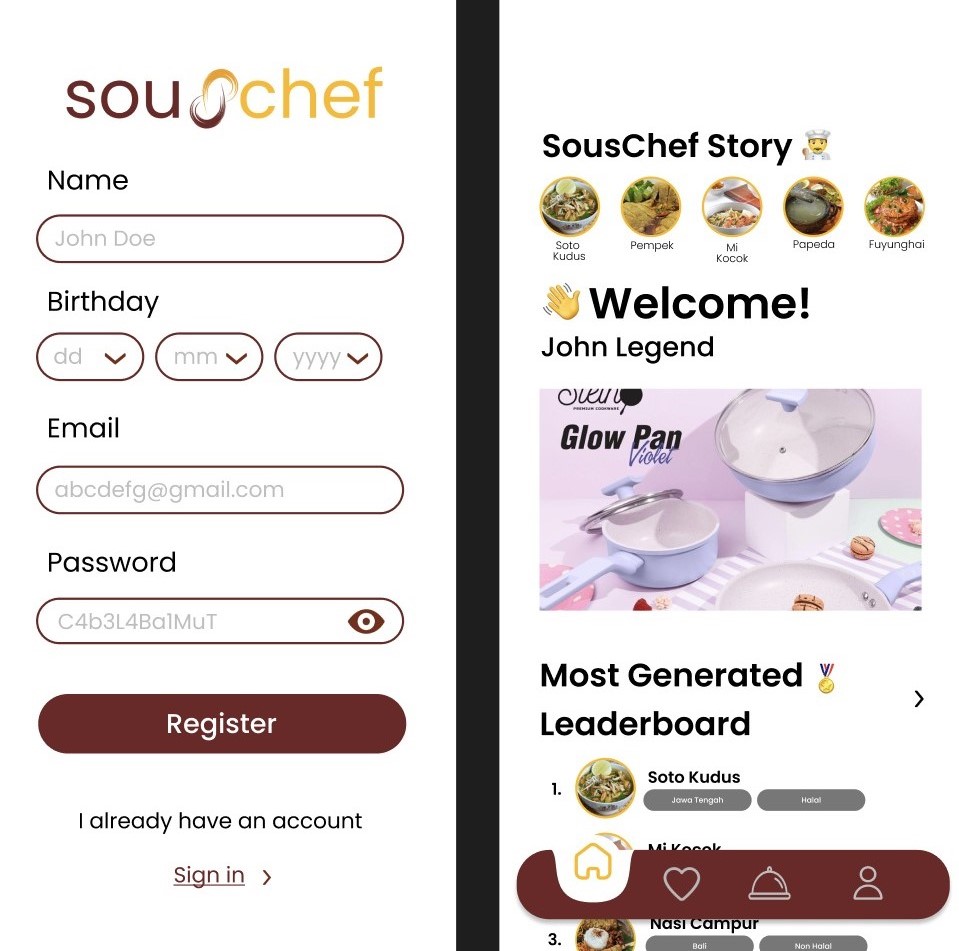 souschef
Name
John Doe
Birthday
dd mm yyyy
Email
abcdefg@gmail.com
Password
C4b3L4Ba1MuT
Register
I already have an account
Sign in
SousChef Story
Soto
Kudus
Pempek
Mi
Kocok
Papeda
Fuyunghai
Welcome!
John Legend
Stein
PREMIUM COOKWARE
Glow Pan
Violet
Most Generated
Leaderboard
1.
Soto Kudus
Jawa Tengah
Halal
Mi Kocok
3.
Nasi Campur
Bali
Non Halal